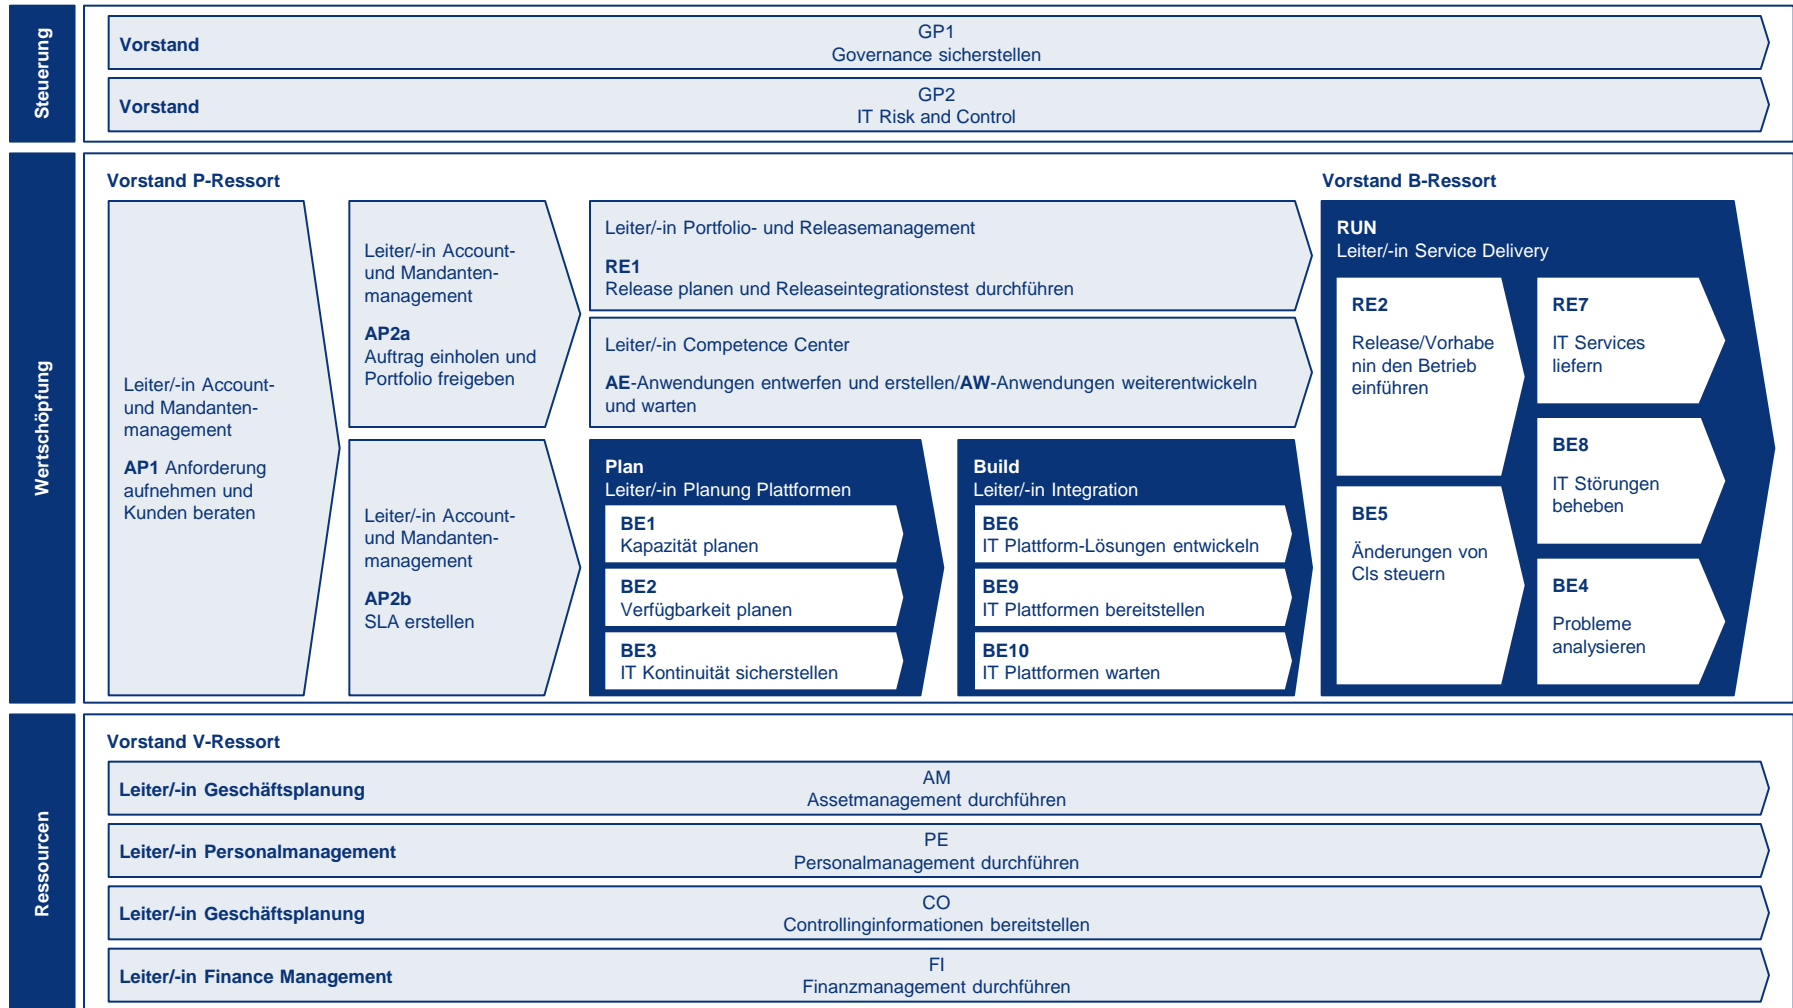 Steuerung
Vorstand
GP1
Governance sicherstellen
Vorstand
GP2
IT Risk and Control
Wertschöpfung
Vorstand P-Ressort
Leiter/-in Account-
und Mandanten-
management
AP1 Anforderung
aufnehmen und
Kunden beraten
Leiter/-in Account-
und Mandanten-
management
AP2a
Auftrag einholen und
Portfolio freigeben
Leiter/-in Account-
und Mandanten-
management
AP2b
SLA erstellen
Leiter/-in Portfolio- und Releasemanagement
RE1
Release planen und Releaseintegrationstest durchführen
Leiter/-in Competence Center
AE-Anwendungen entwerfen und erstellen/AW-Anwendungen weiterentwickeln
und warten
Plan
Leiter/-in Planung Plattformen
BE1
Kapazität planen
BE2
Verfügbarkeit planen
BE3
IT Kontinuität sicherstellen
Build
Leiter/-in Integration
BE6
IT Plattform-Lösungen entwickeln
BE9
IT Plattformen bereitstellen
BE10
IT Plattformen warten
Vorstand B-Ressort
RUN
Leiter/-in Service Delivery
RE2
Release/Vorhabe
nin den Betrieb
einführen
BE5
Änderungen von
CIs steuern
RE7
IT Services
liefern
BE8
IT Störungen
beheben
BE4
Probleme
analysieren
Ressourcen
Vorstand V-Ressort
Leiter/-in Geschäftsplanung
AM
Assetmanagement durchführen
Leiter/-in Personalmanagement
PE
Personalmanagement durchführen
Leiter/-in Geschäftsplanung
CO
Controllinginformationen bereitstellen
Leiter/-in Finance Management
FI
Finanzmanagement durchführen